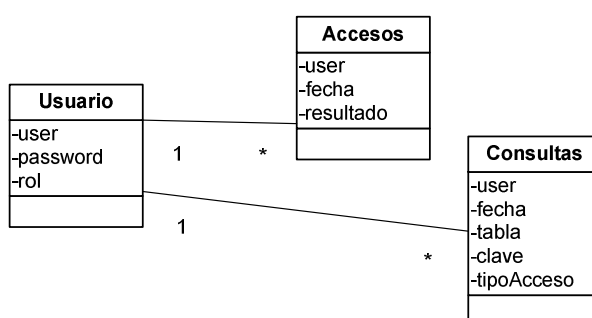 Accesos
-user
-fecha
-resultado
Usuario
-user
-password
-rol
1
*
Consultas
-user
-fecha
-tabla
-clave
-tipoAcceso
1
*